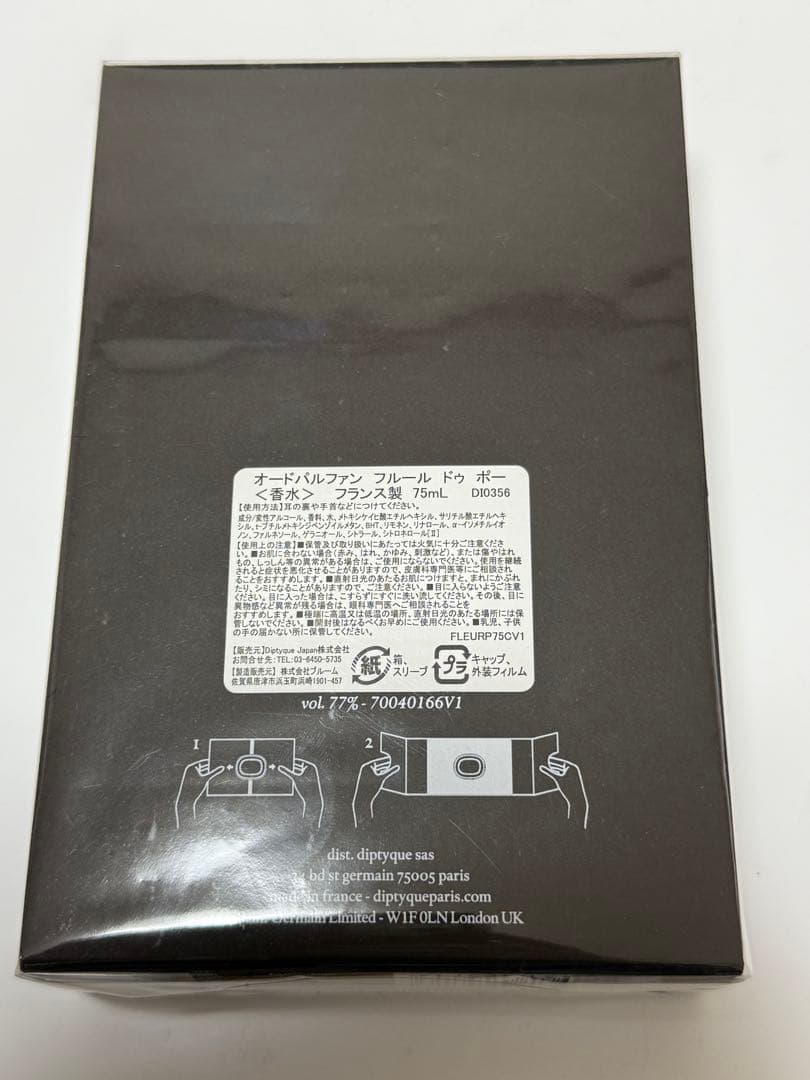 オードパルファン フルール ドゥ ポー
＜香水＞ フランス製 75mL DI0356
【使用方法】耳の裏や手首などにつけてください。
成分/変性アルコール、香料、水、メトキシケイヒ酸エチルヘキシル、サリチル酸エチルヘキ
シル、t-ブチルメトキシジベンゾイルメタン、BHT、リモネン、リナロール、α-イソメチルイオ
ノン、ファルネソール、ゲラニオール、シトラール、シトロネロール[Ⅱ]
【使用上の注意】■保管及び取り扱いにあたっては火気に十分ご注意くださ
い。■お肌に合わない場合(赤み、はれ、かゆみ、刺激など)、または傷やはれ
もの、しっしん等の異常がある場合は、ご使用にならないでください。使用を継続
されると症状を悪化させることがありますので、皮膚科専門医等にご相談され
ることをおすすめします。■直射日光のあたるお肌につけますと、まれにかぶれ
たり、シミになることがありますので、ご注意ください。■目に入らないようご注意
ください。目に入った場合は、こすらずにすぐに洗い流してください。その後、目に
異物感など異常が残る場合は、眼科専門医へご相談されることを
おすすめします。■極端に高温又は低温の場所、直射日光のあたる場所には保
管しないでください。■開封後はなるべくお早めにご使用ください。■乳児、子供
の手の届かない所に保管してください。
FLEURP75CV1
【販売元】Diptyque Japan株式会社
お問合せ先:TEL:03-6450-5735
【製造販売元】株式会社ブルーム
佐賀県唐津市浜玉町浜崎1901-457
紙 箱、
スリーブ
プラ キャップ、
外装フィルム
vol. 77% - 70040166V1
1 2
dist. diptyque sas
34 bd st germain 75005 paris
made in france - diptyqueparis.com
Germain Limited - W1F 0LN London UK